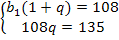 b₁(1 + q) = 108
108q = 135